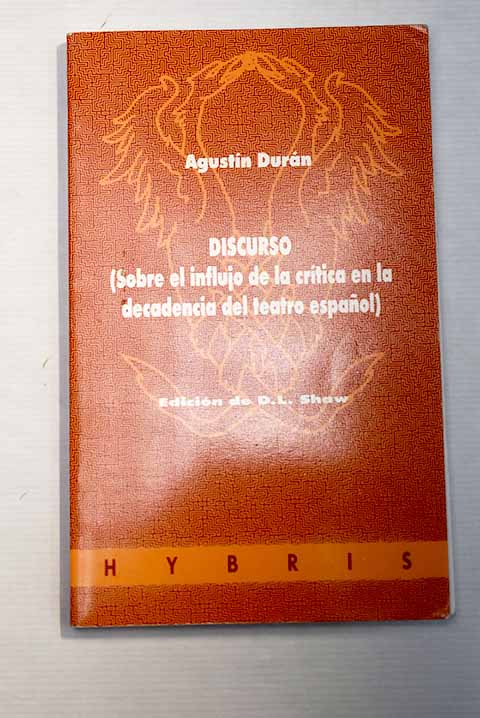 Agustín Durán
DISCURSO
(Sobre el influjo de la crítica en la
decadencia del teatro español)
Edición de D.L. Shaw
HYBRIS